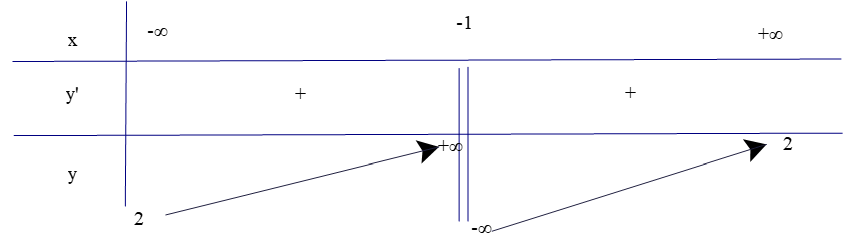 x -∞ -1 +∞
y' + +
y +∞ 2
2 -∞